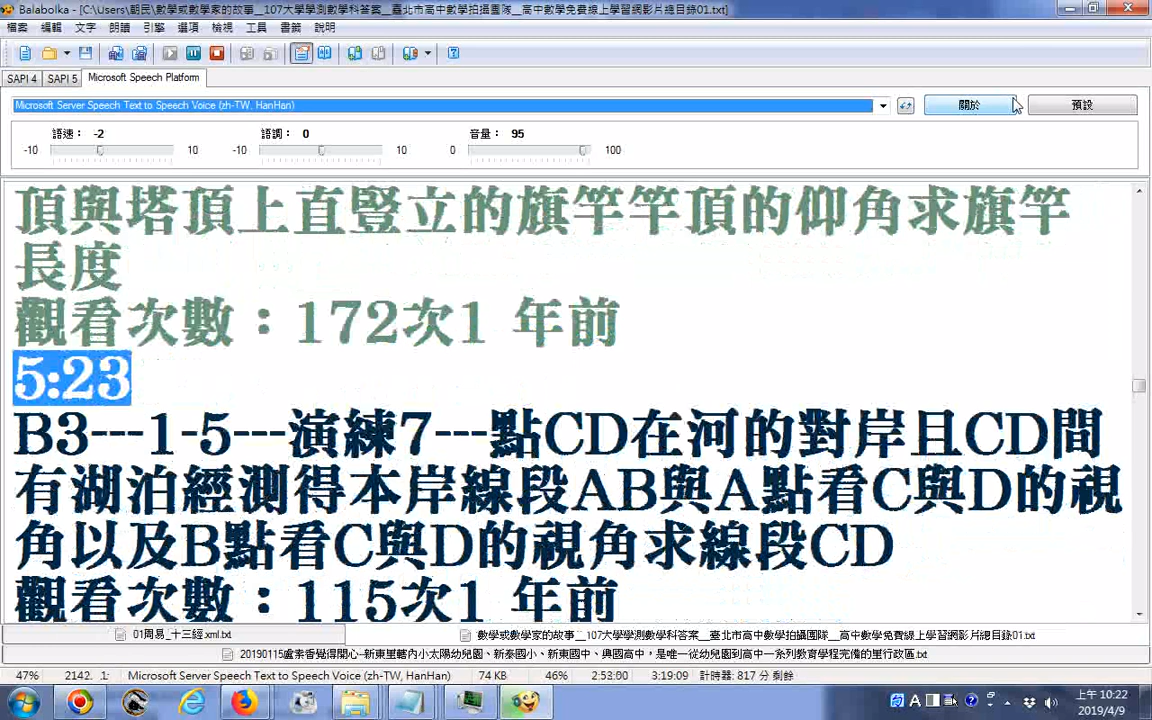 Balabolka - [C:\Users\朝民\數學或數學家的故事__107大學學測數學科答案__臺北市高中數學拍攝團隊__高中數學免費線上學習網影片總目錄01.txt]
檔案 編輯 文字 朗讀 引擎 選項 檢視 工具 書籤 說明
SAPI 4 SAPI 5 Microsoft Speech Platform
Microsoft Server Speech Text to Speech Voice (zh-TW, HanHan)
關於 預設
語速： -2 語調： 0 音量： 95
-10 10 -10 10 0 100
頂與塔頂上直豎立的旗竿竿頂的仰角求旗竿
長度
觀看次數：172次1 年前
5:23
B3---1-5---演練7---點CD在河的對岸且CD間
有湖泊經測得本岸線段AB與A點看C與D的視
角以及B點看C與D的視角求線段CD
觀看次數：115次1 年前
01周易_十三經.xml.txt 數學或數學家的故事__107大學學測數學科答案__臺北市高中數學拍攝團隊__高中數學免費線上學習網影片總目錄01.txt
20190115盧素香覺得開心-新東里轄內小太陽幼兒園、新泰國小、新東國中、興國高中，是唯一從幼兒園到高中一系列教育學程完備的里行政區.txt
47% 2142. 1: Microsoft Server Speech Text to Speech Voice (zh-TW, HanHan) 74 KB 46% 2:53:00 3:19:09 計時器：817 分 剩餘
上午 10:22
2019/4/9